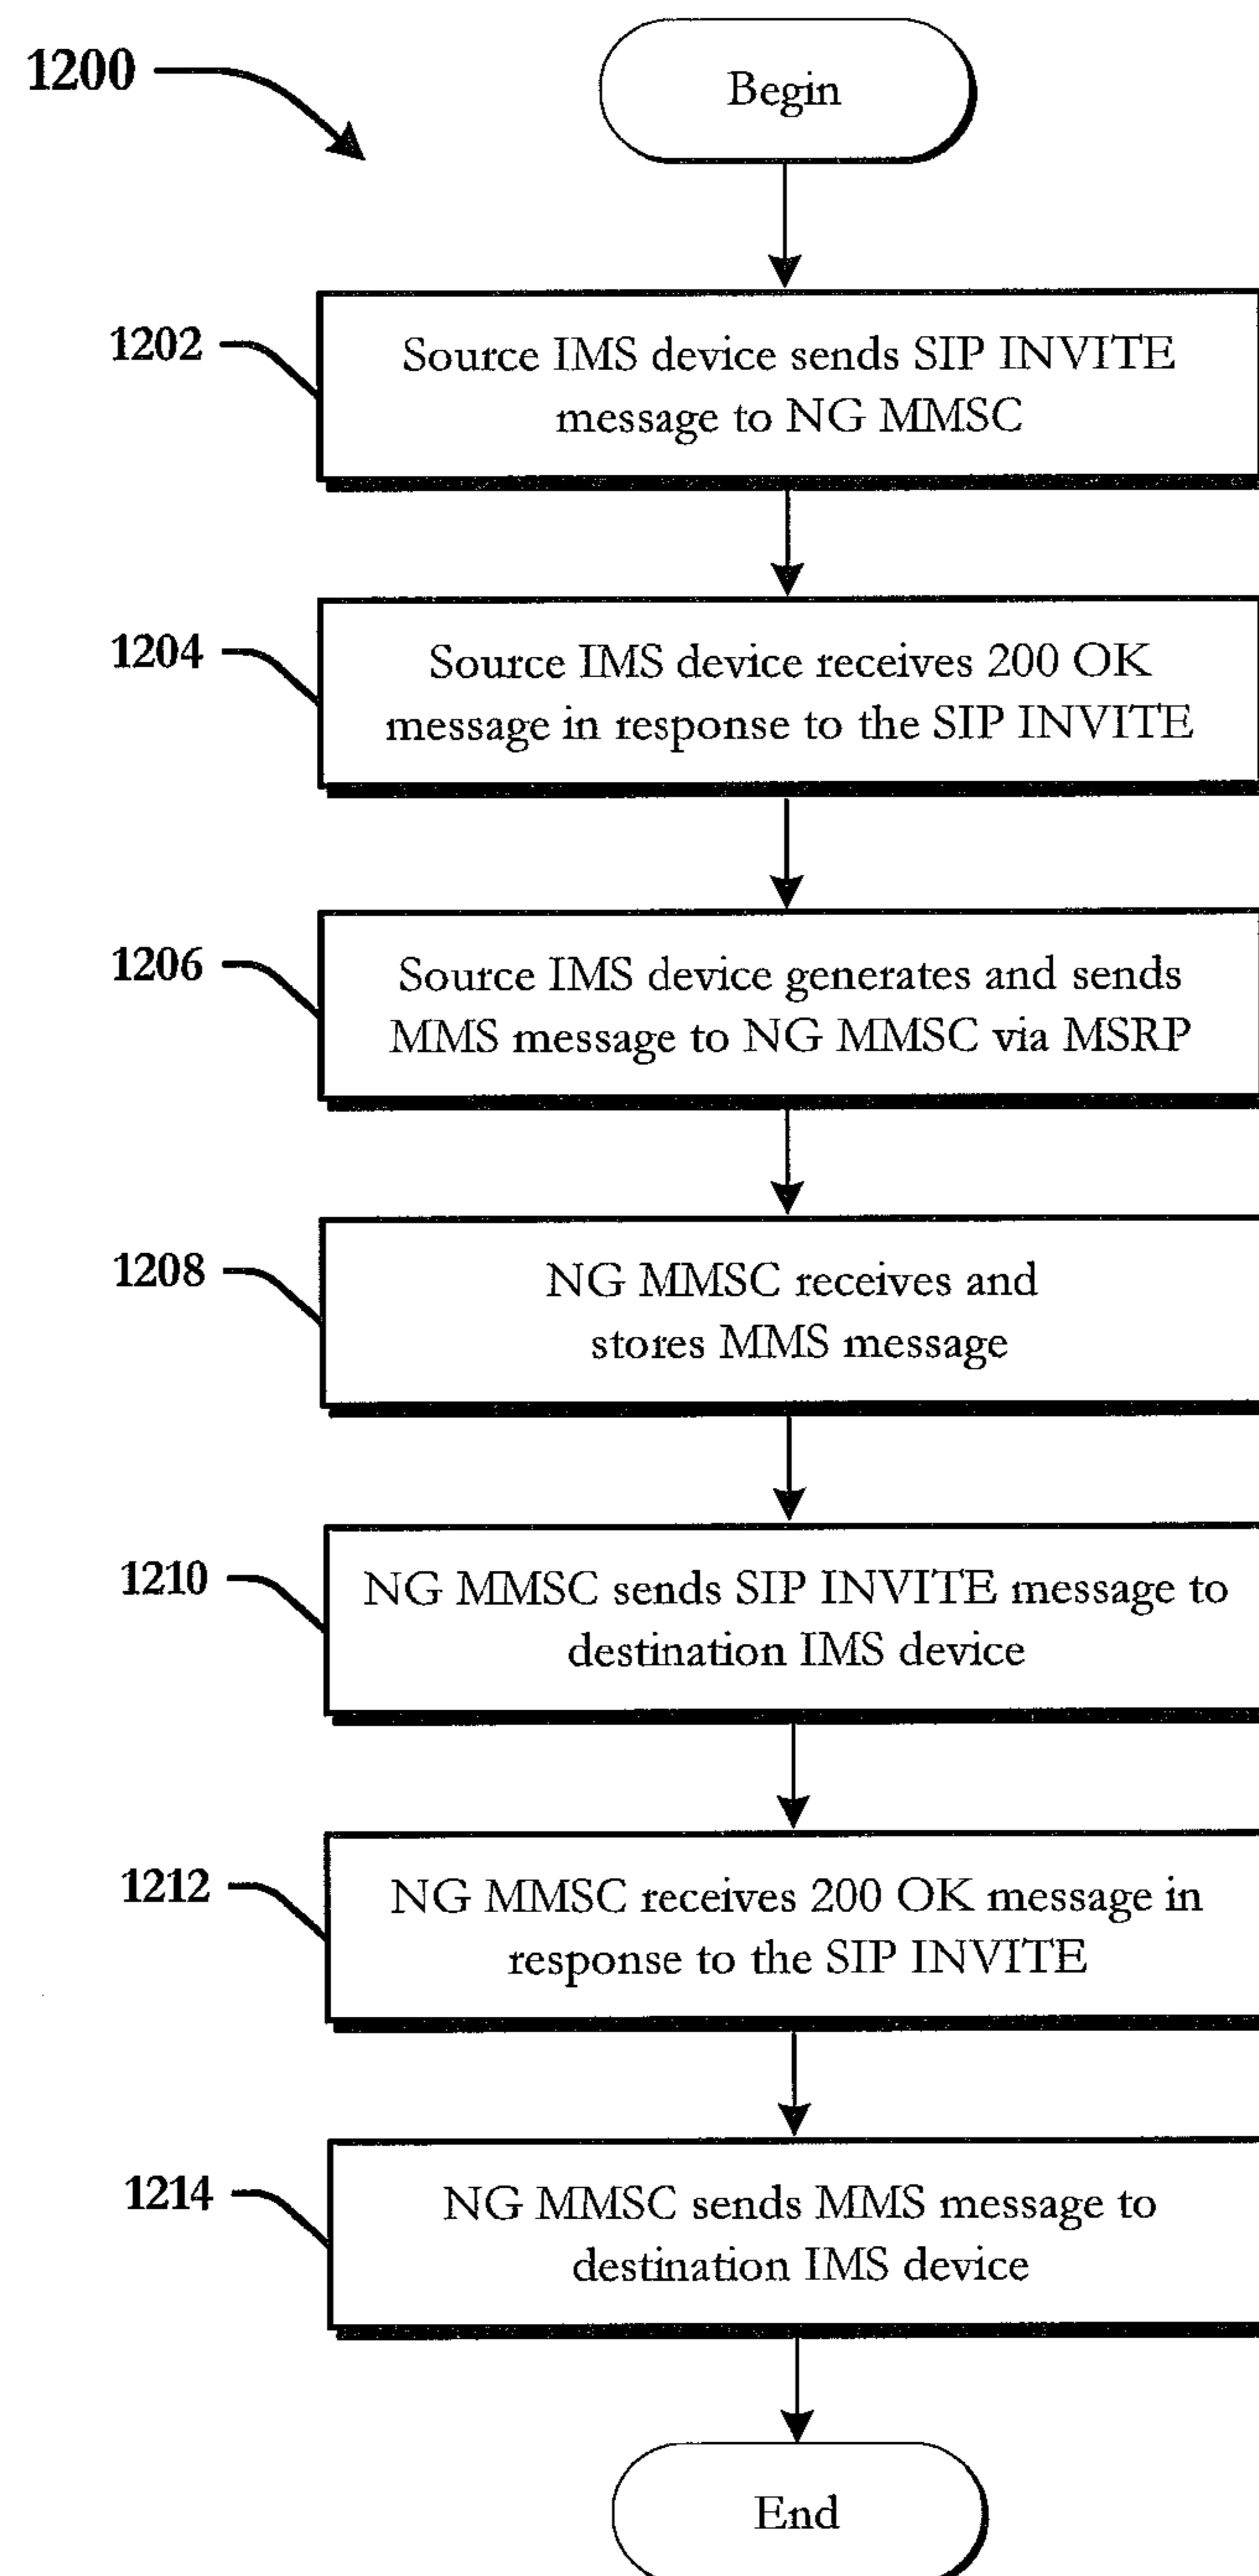 1200
Begin
1202
Source IMS device sends SIP INVITE
message to NG MMSC
1204
Source IMS device receives 200 OK
message in response to the SIP INVITE
1206
Source IMS device generates and sends
MMS message to NG MMSC via MSRP
1208
NG MMSC receives and
stores MMS message
1210
NG MMSC sends SIP INVITE message to
destination IMS device
1212
NG MMSC receives 200 OK message in
response to the SIP INVITE
1214
NG MMSC sends MMS message to
destination IMS device
End